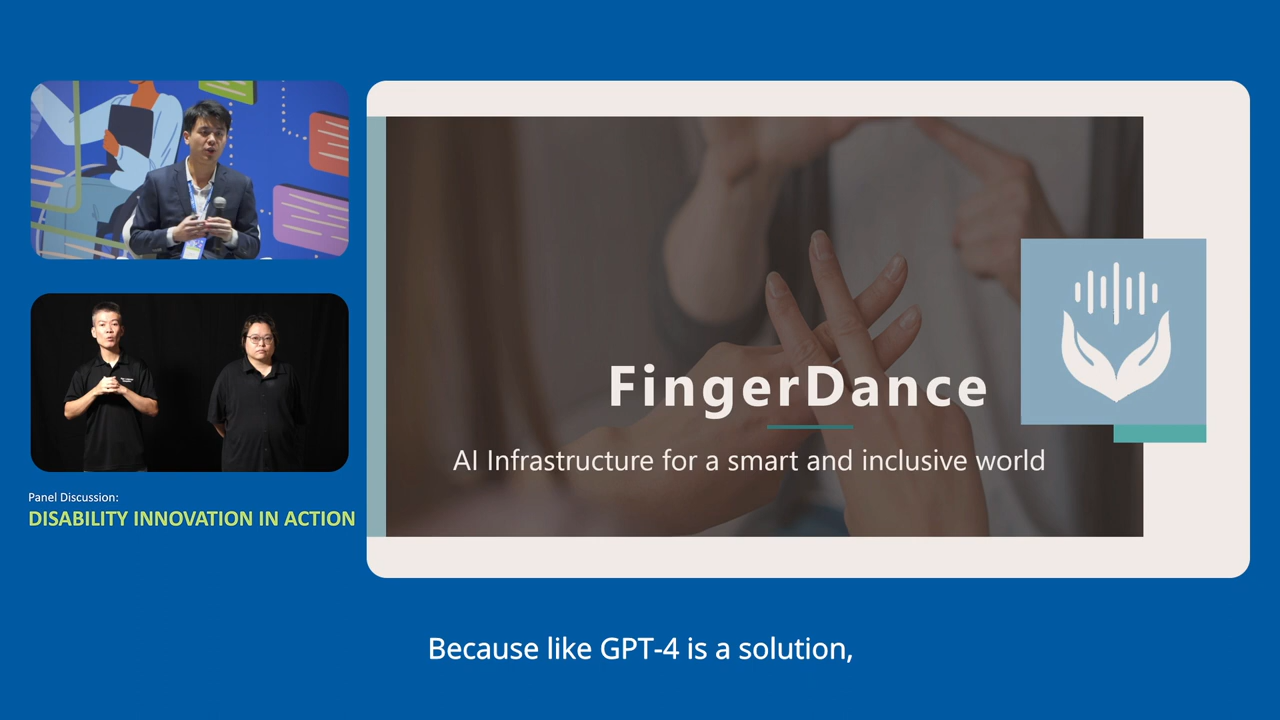 Panel Discussion:
DISABILITY INNOVATION IN ACTION
FingerDance
AI Infrastructure for a smart and inclusive world
Because like GPT-4 is a solution,